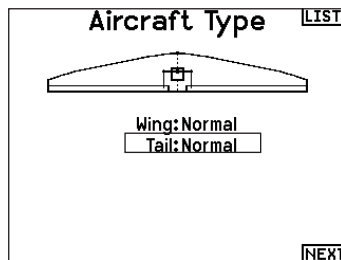 Aircraft Type
LIST
Wing:Normal
Tail:Normal
NEXT